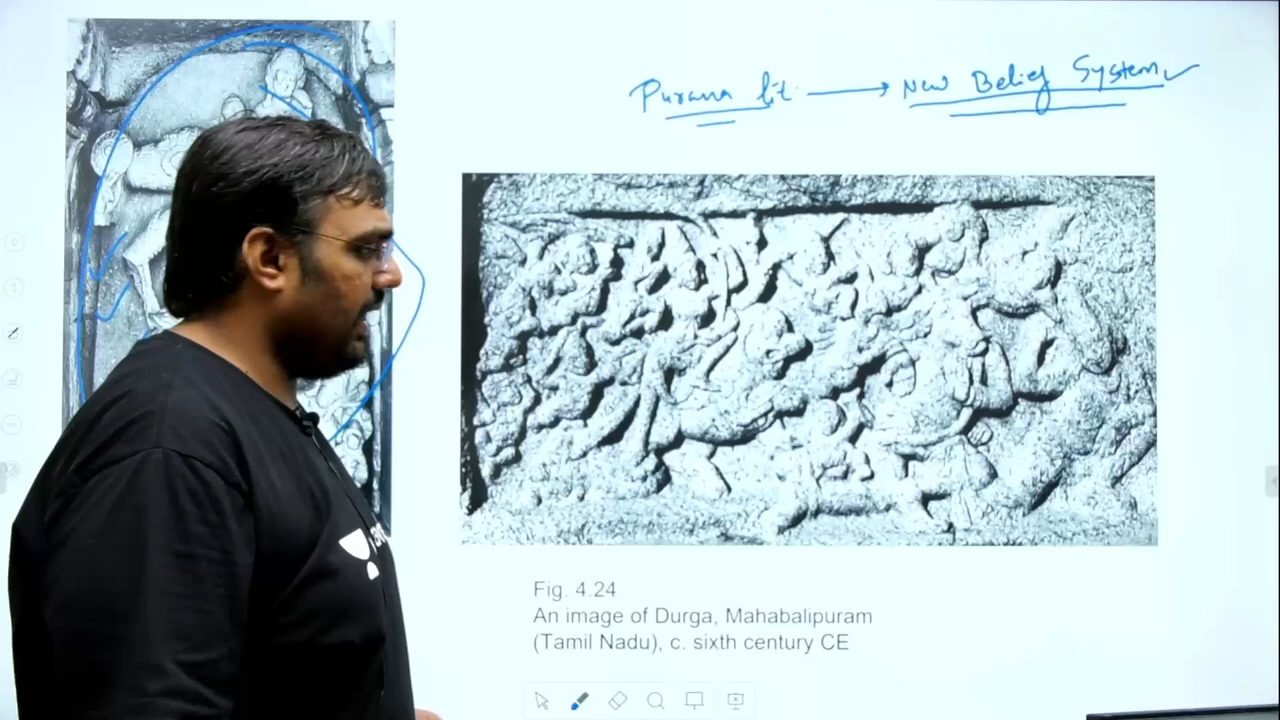 Purana lit. → New Belief System
Fig. 4.24
An image of Durga, Mahabalipuram
(Tamil Nadu), c. sixth century CE